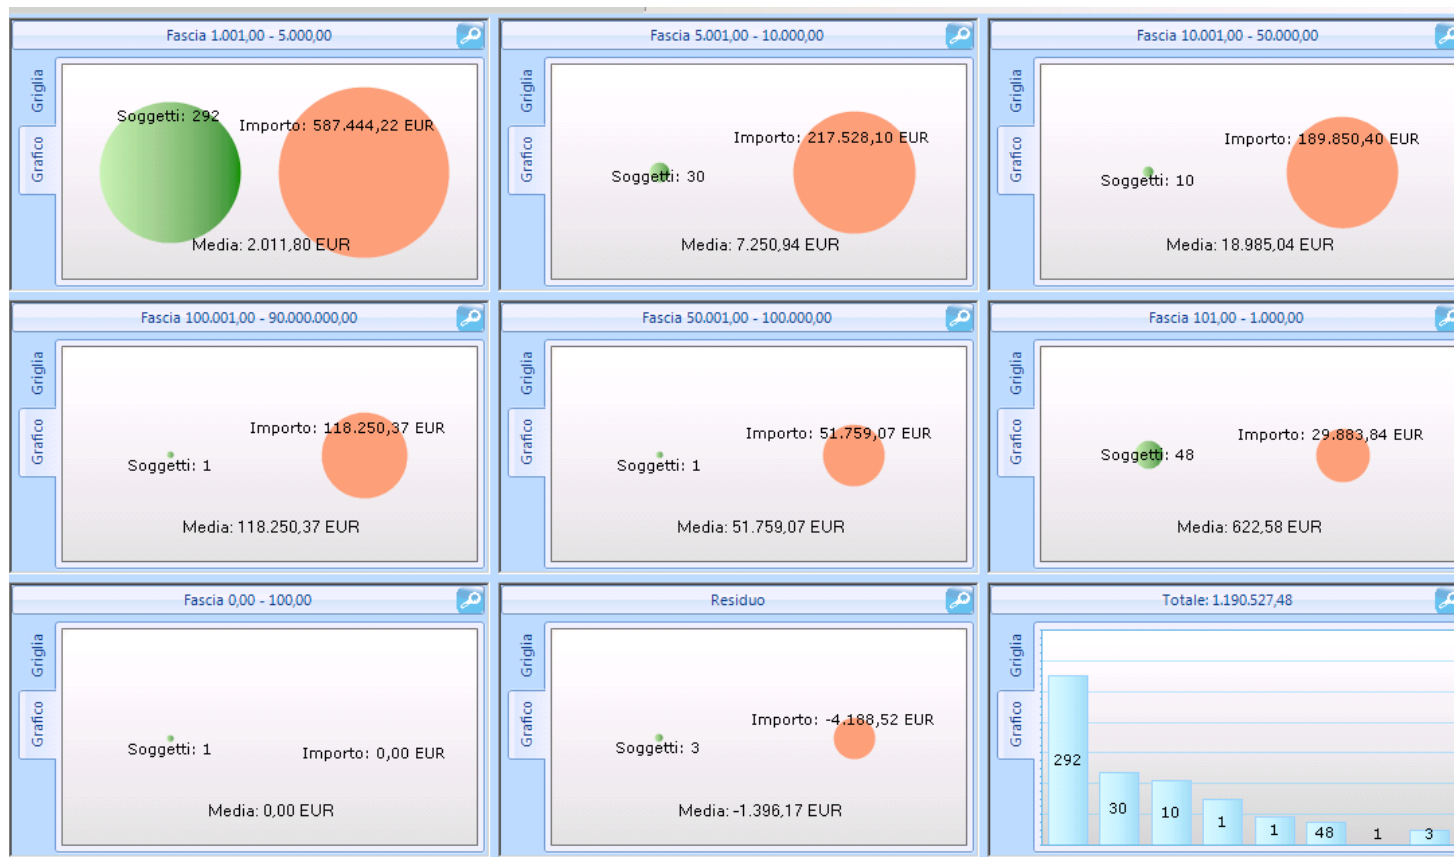 Fascia 1.001,00 - 5.000,00
Griglia
Grafico
Soggetti: 292
Importo: 587.444,22 EUR
Media: 2.011,80 EUR
Fascia 5.001,00 - 10.000,00
Griglia
Grafico
Importo: 217.528,10 EUR
Soggetti: 30
Media: 7.250,94 EUR
Fascia 10.001,00 - 50.000,00
Griglia
Grafico
Importo: 189.850,40 EUR
Soggetti: 10
Media: 18.985,04 EUR
Fascia 100.001,00 - 90.000.000,00
Griglia
Grafico
Importo: 118.250,37 EUR
Soggetti: 1
Media: 118.250,37 EUR
Fascia 50.001,00 - 100.000,00
Griglia
Grafico
Importo: 51.759,07 EUR
Soggetti: 1
Media: 51.759,07 EUR
Fascia 101,00 - 1.000,00
Griglia
Grafico
Importo: 29.883,84 EUR
Soggetti: 48
Media: 622,58 EUR
Fascia 0,00 - 100,00
Griglia
Grafico
Soggetti: 1
Importo: 0,00 EUR
Media: 0,00 EUR
Residuo
Griglia
Grafico
Importo: -4.188,52 EUR
Soggetti: 3
Media: -1.396,17 EUR
Totale: 1.190.527,48
Griglia
Grafico
292
30
10
1
1
48
1
3